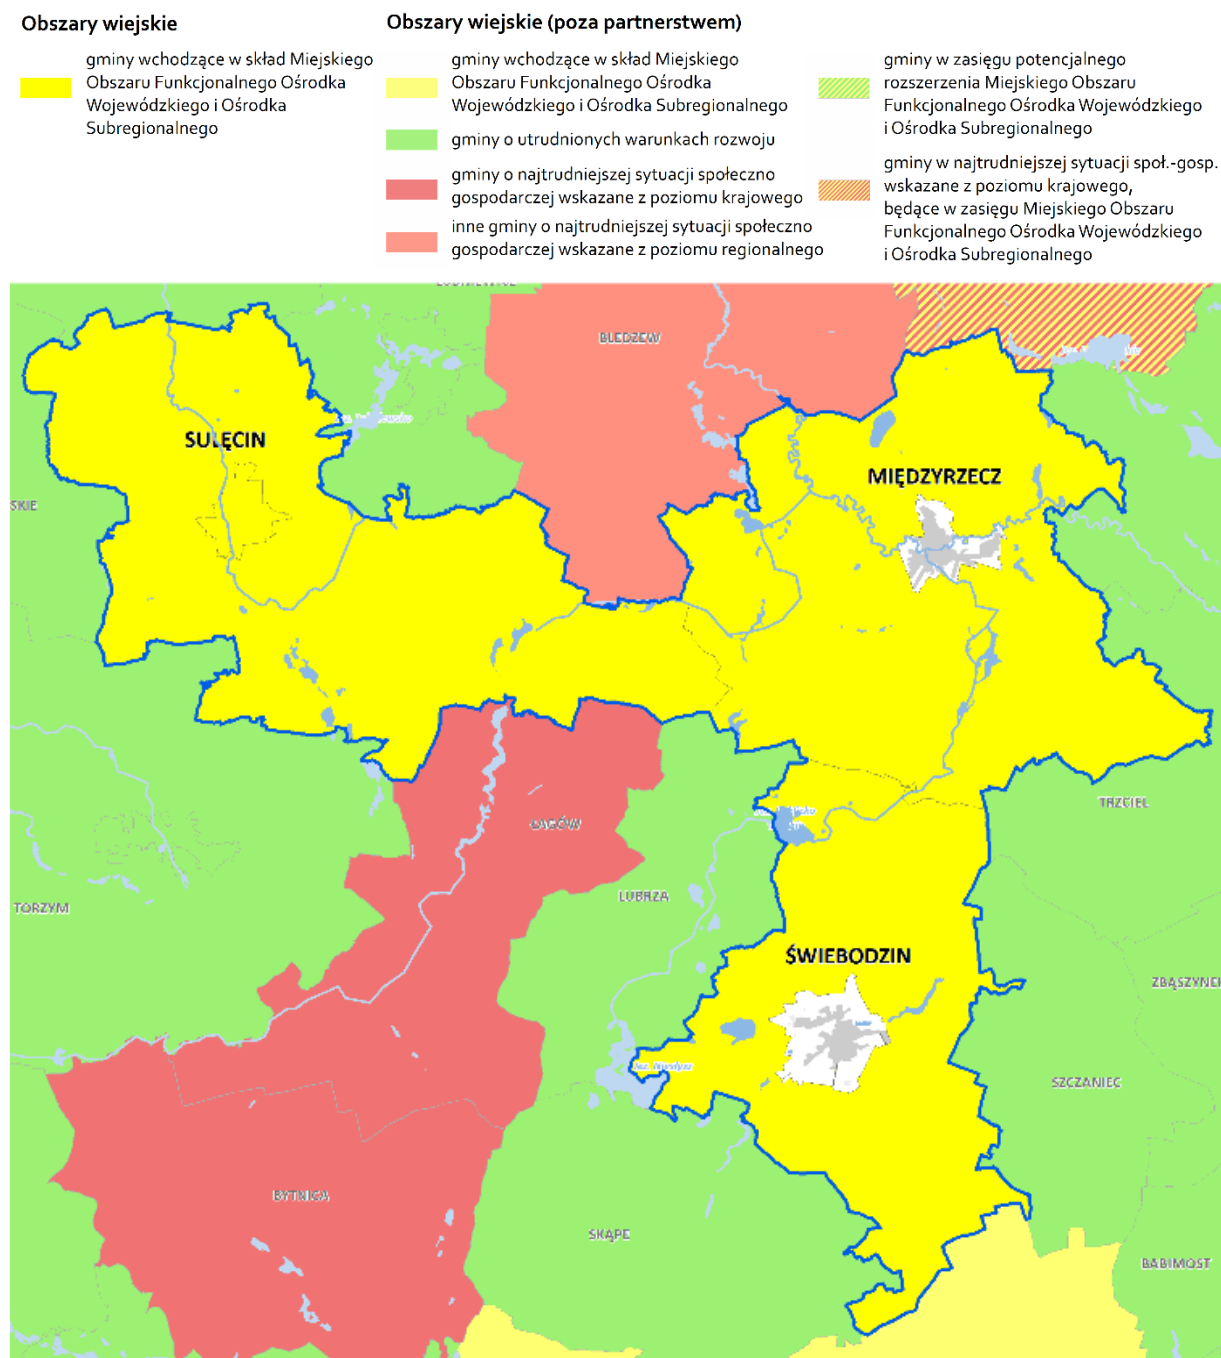 Obszary wiejskie
gminy wchodzące w skład Miejskiego
Obszaru Funkcjonalnego Ośrodka
Wojewódzkiego i Ośrodka
Subregionalnego
Obszary wiejskie (poza partnerstwem)
gminy wchodzące w skład Miejskiego
Obszaru Funkcjonalnego Ośrodka
Wojewódzkiego i Ośrodka Subregionalnego
gminy o utrudnionych warunkach rozwoju
gminy o najtrudniejszej sytuacji społeczno
gospodarczej wskazane z poziomu krajowego
inne gminy o najtrudniejszej sytuacji społeczno
gospodarczej wskazane z poziomu regionalnego
gminy w zasięgu potencjalnego
rozszerzenia Miejskiego Obszaru
Funkcjonalnego Ośrodka Wojewódzkiego
i Ośrodka Subregionalnego
gminy w najtrudniejszej sytuacji społ.-gosp.
wskazane z poziomu krajowego,
będące w zasięgu Miejskiego Obszaru
Funkcjonalnego Ośrodka Wojewódzkiego
i Ośrodka Subregionalnego
BLEDZEW
SULĘCIN
MIĘDZYRZECZ
SKIE
TRZCIEL
ŁAGÓW
LUBRZA
TORZYM
ŚWIEBODZIN
ZBĄSZYNEK
SZCZANIEC
BYTNICA
SKĄPE
BABIMOST